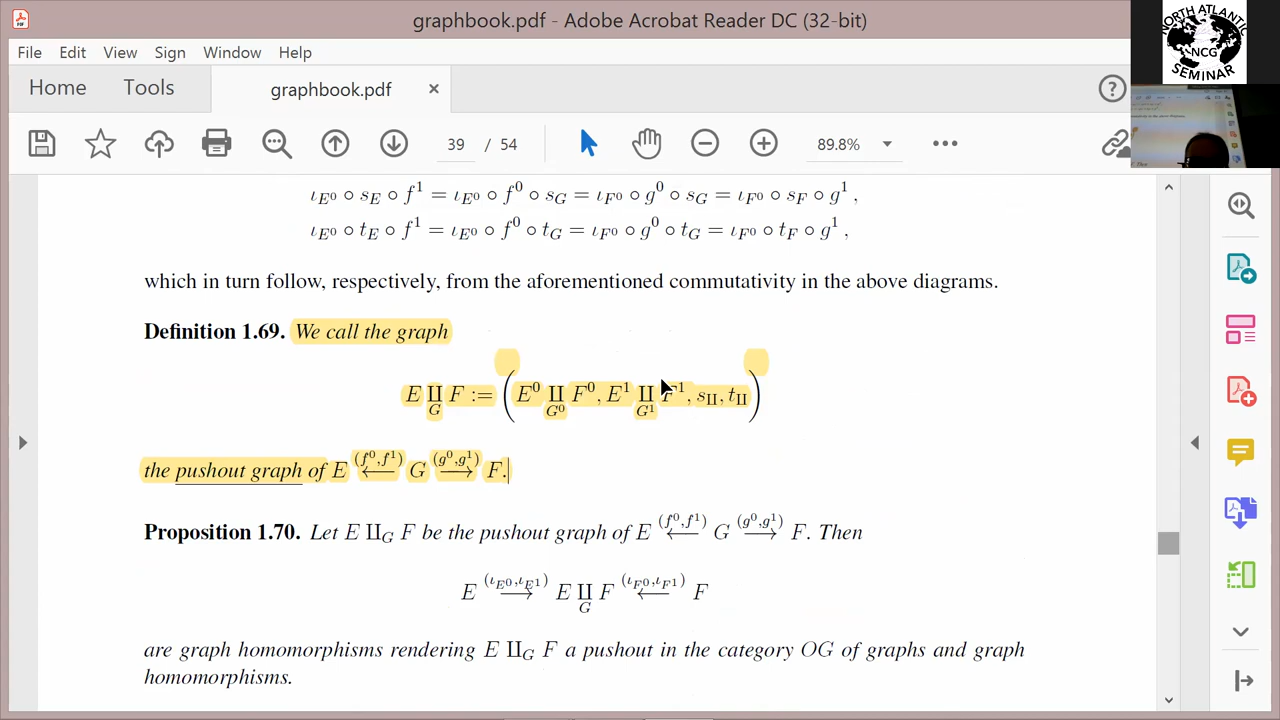 graphbook.pdf - Adobe Acrobat Reader DC (32-bit)
NORTH ATLANTIC
NCG
SEMINAR
File Edit View Window Help
Home Tools graphbook.pdf ×
39 / 54 89.8%
ι_{E^0} ∘ s_E ∘ f^1 = ι_{E^0} ∘ f^0 ∘ s_G = ι_{F^0} ∘ g^0 ∘ s_G = ι_{F^0} ∘ s_F ∘ g^1 ,
ι_{E^0} ∘ t_E ∘ f^1 = ι_{E^0} ∘ f^0 ∘ t_G = ι_{F^0} ∘ g^0 ∘ t_G = ι_{F^0} ∘ t_F ∘ g^1 ,
which in turn follow, respectively, from the aforementioned commutativity in the above diagrams.
Definition 1.69. We call the graph
E ∐_G F := ( E^0 ∐_{G^0} F^0, E^1 ∐_{G^1} F^1, s_∐, t_∐ )
the pushout graph of E ←^{(f^0,f^1)} G →^{(g^0,g^1)} F.
Proposition 1.70. Let E ∐_G F be the pushout graph of E ←^{(f^0,f^1)} G →^{(g^0,g^1)} F. Then
E →^{(ι_{E^0},ι_{E^1})} E ∐_G F ←^{(ι_{F^0},ι_{F^1})} F
are graph homomorphisms rendering E ∐_G F a pushout in the category OG of graphs and graph
homomorphisms.